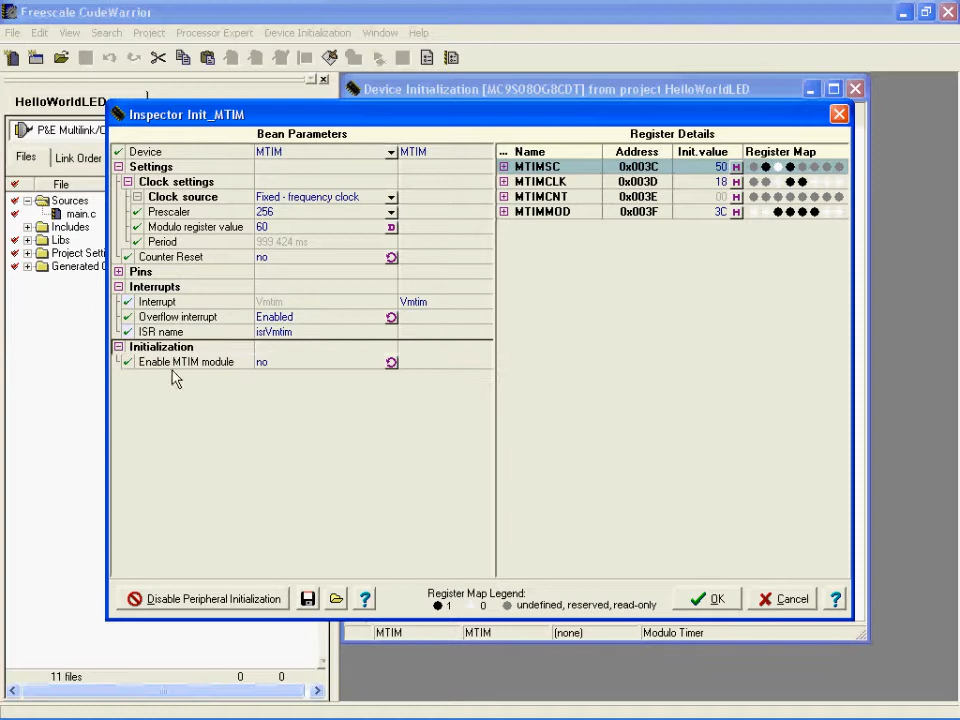 Freescale CodeWarrior
File Edit View Search Project Processor Expert Device Initialization Window Help
HelloWorldLED
Device Initialization [MC9S08QG8CDT] from project HelloWorldLED
Inspector Init_MTIM
P&E Multilink/C
Files Link Order
File
Sources
main.c
Includes
Libs
Project Setti
Generated C
Bean Parameters
Device MTIM MTIM
Settings
Clock settings
Clock source Fixed - frequency clock
Prescaler 256
Modulo register value 60 D
Period 999.424 ms
Counter Reset no
Pins
Interrupts
Interrupt Vmtim Vmtim
Overflow interrupt Enabled
ISR name isrVmtim
Initialization
Enable MTIM module no
Register Details
... Name Address Init.value Register Map
MTIMSC 0x003C 50 H
MTIMCLK 0x003D 18 H
MTIMCNT 0x003E 00 H
MTIMMOD 0x003F 3C H
Disable Peripheral Initialization
?
Register Map Legend:
1 0 undefined, reserved, read-only
OK Cancel ?
MTIM MTIM (none) Modulo Timer
11 files 0 0